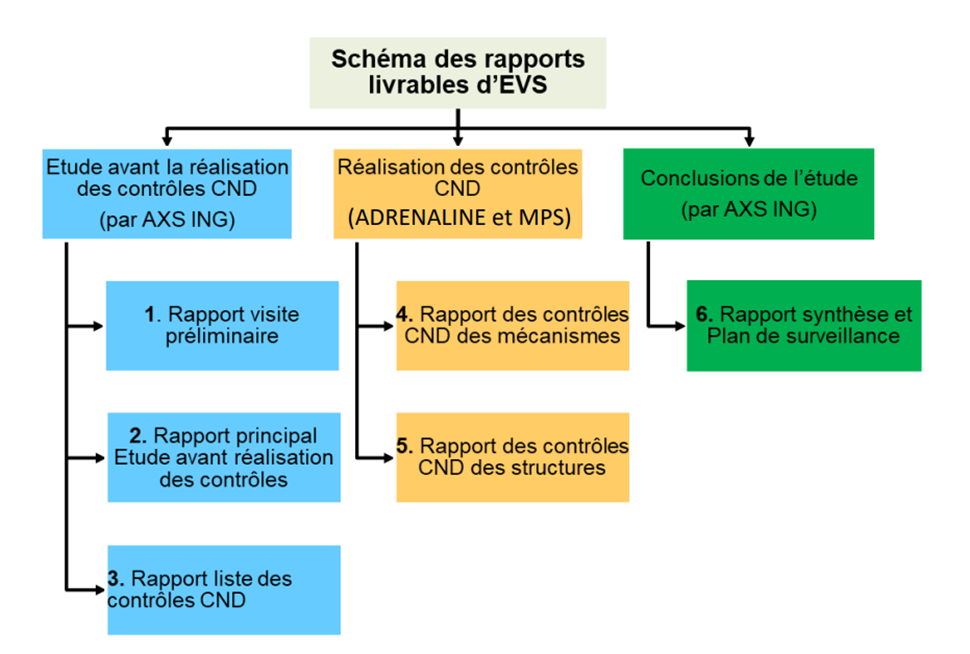 Schéma des rapports
livrables d’EVS
Etude avant la réalisation
des contrôles CND
(par AXS ING)
Réalisation des contrôles
CND
(ADRENALINE et MPS)
Conclusions de l’étude
(par AXS ING)
1. Rapport visite
préliminaire
2. Rapport principal
Etude avant réalisation
des contrôles
3. Rapport liste des
contrôles CND
4. Rapport des contrôles
CND des mécanismes
5. Rapport des contrôles
CND des structures
6. Rapport synthèse et
Plan de surveillance